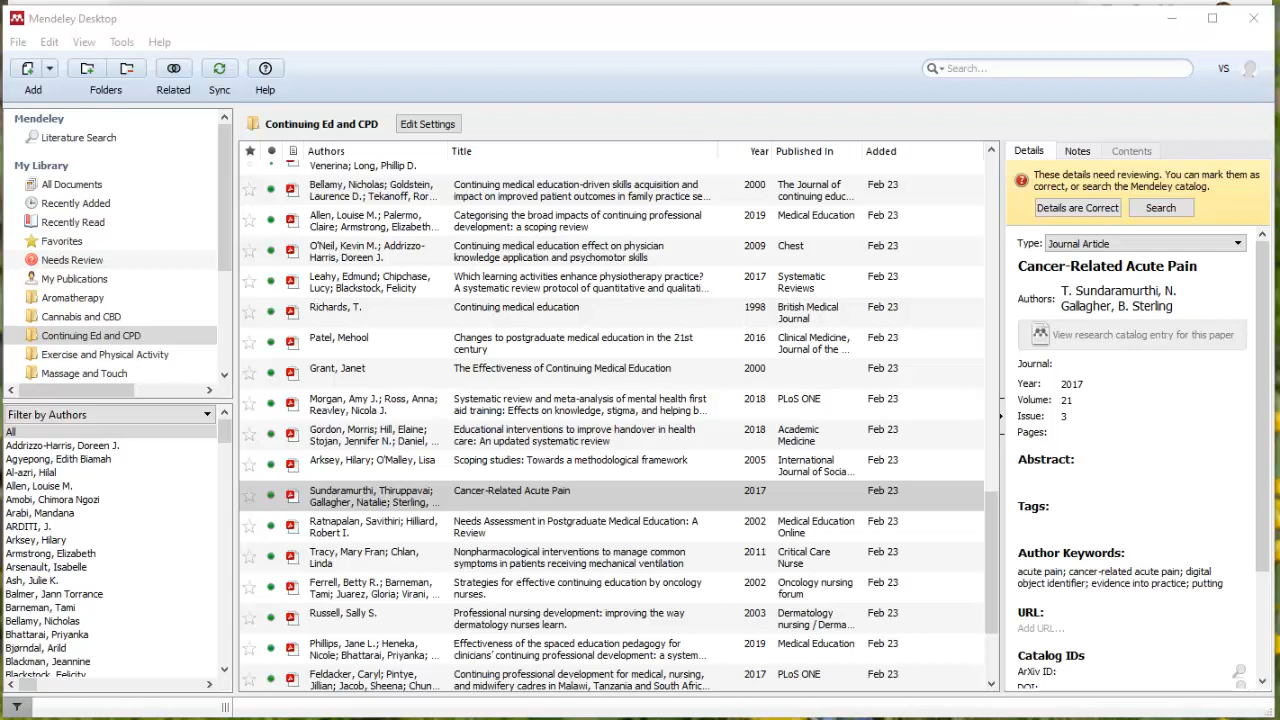 Mendeley Desktop
File Edit View Tools Help
Add Folders Related Sync Help
Search...
VS
Mendeley
Literature Search
My Library
All Documents
Recently Added
Recently Read
Favorites
Needs Review
My Publications
Aromatherapy
Cannabis and CBD
Continuing Ed and CPD
Exercise and Physical Activity
Massage and Touch
Filter by Authors
All
Addrizzo-Harris, Doreen J.
Agyepong, Edith Biamah
Al-azri, Hilal
Allen, Louise M.
Amobi, Chimora Ngozi
Arabi, Mandana
ARDITI, J.
Arksey, Hilary
Armstrong, Elizabeth
Arsenault, Isabelle
Ash, Julie K.
Balmer, Jann Torrance
Barneman, Tami
Bellamy, Nicholas
Bhattarai, Priyanka
Bjørndal, Arild
Blackman, Jeannine
Blackstock, Felicity
Continuing Ed and CPD Edit Settings
Authors Title Year Published In Added
Venerina; Long, Phillip D.
Bellamy, Nicholas; Goldstein, Continuing medical education-driven skills acquisition and 2000 The Journal of Feb 23
Laurence D.; Tekanoff, Ror... impact on improved patient outcomes in family practice se... continuing educ...
Allen, Louise M.; Palermo, Categorising the broad impacts of continuing professional 2019 Medical Education Feb 23
Claire; Armstrong, Elizabeth... development: a scoping review
O'Neil, Kevin M.; Addrizzo- Continuing medical education effect on physician 2009 Chest Feb 23
Harris, Doreen J. knowledge application and psychomotor skills
Leahy, Edmund; Chipchase, Which learning activities enhance physiotherapy practice? 2017 Systematic Feb 23
Lucy; Blackstock, Felicity A systematic review protocol of quantitative and qualitati... Reviews
Richards, T. Continuing medical education 1998 British Medical Feb 23
Journal
Patel, Mehool Changes to postgraduate medical education in the 21st 2016 Clinical Medicine, Feb 23
century Journal of the ...
Grant, Janet The Effectiveness of Continuing Medical Education 2000 Feb 23
Morgan, Amy J.; Ross, Anna; Systematic review and meta-analysis of mental health first 2018 PLoS ONE Feb 23
Reavley, Nicola J. aid training: Effects on knowledge, stigma, and helping b...
Gordon, Morris; Hill, Elaine; Educational interventions to improve handover in health 2018 Academic Feb 23
Stojan, Jennifer N.; Daniel, ... care: An updated systematic review Medicine
Arksey, Hilary; O'Malley, Lisa Scoping studies: Towards a methodological framework 2005 International Feb 23
Journal of Socia...
Sundaramurthi, Thiruppavai; Cancer-Related Acute Pain 2017 Feb 23
Gallagher, Natalie; Sterling, ...
Ratnapalan, Savithiri; Hilliard, Needs Assessment in Postgraduate Medical Education: A 2002 Medical Education Feb 23
Robert I. Review Online
Tracy, Mary Fran; Chlan, Nonpharmacological interventions to manage common 2011 Critical Care Feb 23
Linda symptoms in patients receiving mechanical ventilation Nurse
Ferrell, Betty R.; Barneman, Strategies for effective continuing education by oncology 2002 Oncology nursing Feb 23
Tami; Juarez, Gloria; Virani, ... nurses. forum
Russell, Sally S. Professional nursing development: improving the way 2003 Dermatology Feb 23
dermatology nurses learn. nursing / Derma...
Phillips, Jane L.; Heneka, Effectiveness of the spaced education pedagogy for 2019 Medical Education Feb 23
Nicole; Bhattarai, Priyanka; ... clinicians' continuing professional development: a system...
Feldacker, Caryl; Pintye, Continuing professional development for medical, nursing, 2017 PLoS ONE Feb 23
Jillian; Jacob, Sheena; Chun... and midwifery cadres in Malawi, Tanzania and South Afric...
Details Notes Contents
These details need reviewing. You can mark them as
correct, or search the Mendeley catalog.
Details are Correct Search
Type: Journal Article
Cancer-Related Acute Pain
Authors: T. Sundaramurthi, N.
Gallagher, B. Sterling
View research catalog entry for this paper
Journal:
Year: 2017
Volume: 21
Issue: 3
Pages:
Abstract:
Tags:
Author Keywords:
acute pain; cancer-related acute pain; digital
object identifier; evidence into practice; putting
URL:
Add URL...
Catalog IDs
ArXiv ID:
DOI: